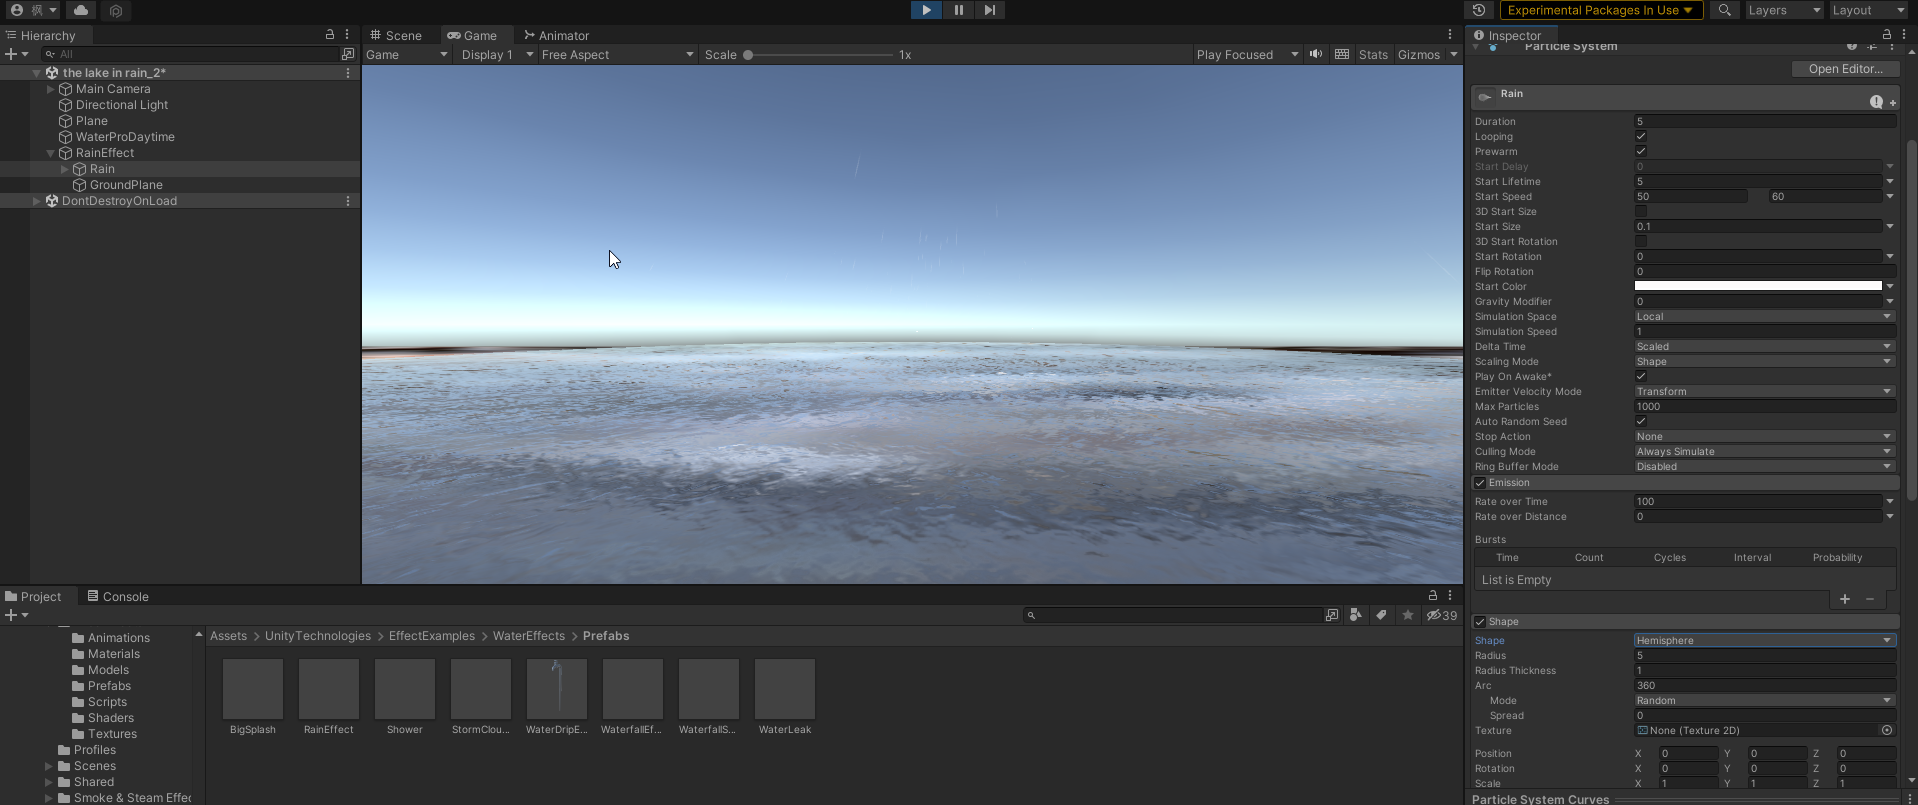 枫
Experimental Packages In Use
Layers
Layout
Hierarchy
Scene
Game
Animator
Inspector
All
Game
Display 1
Free Aspect
Scale
1x
Play Focused
Stats
Gizmos
Particle System
Open Editor...
the lake in rain_2*
Main Camera
Directional Light
Plane
WaterProDaytime
RainEffect
Rain
GroundPlane
DontDestroyOnLoad
Rain
Duration 5
Looping
Prewarm
Start Delay 0
Start Lifetime 5
Start Speed 50 60
3D Start Size
Start Size 0.1
3D Start Rotation
Start Rotation 0
Flip Rotation 0
Start Color
Gravity Modifier 0
Simulation Space Local
Simulation Speed 1
Delta Time Scaled
Scaling Mode Shape
Play On Awake*
Emitter Velocity Mode Transform
Max Particles 1000
Auto Random Seed
Stop Action None
Culling Mode Always Simulate
Ring Buffer Mode Disabled
Emission
Rate over Time 100
Rate over Distance 0
Bursts
Time Count Cycles Interval Probability
List is Empty
Shape
Shape Hemisphere
Radius 5
Radius Thickness 1
Arc 360
Mode Random
Spread 0
Texture None (Texture 2D)
Position X 0 Y 0 Z 0
Rotation X 0 Y 0 Z 0
Scale X 1 Y 1 Z 1
Particle System Curves
Project
Console
39
Animations
Materials
Models
Prefabs
Scripts
Shaders
Textures
Profiles
Scenes
Shared
Smoke & Steam Effec
Assets > UnityTechnologies > EffectExamples > WaterEffects > Prefabs
BigSplash
RainEffect
Shower
StormClou...
WaterDripE...
WaterfallEf...
WaterfallS...
WaterLeak